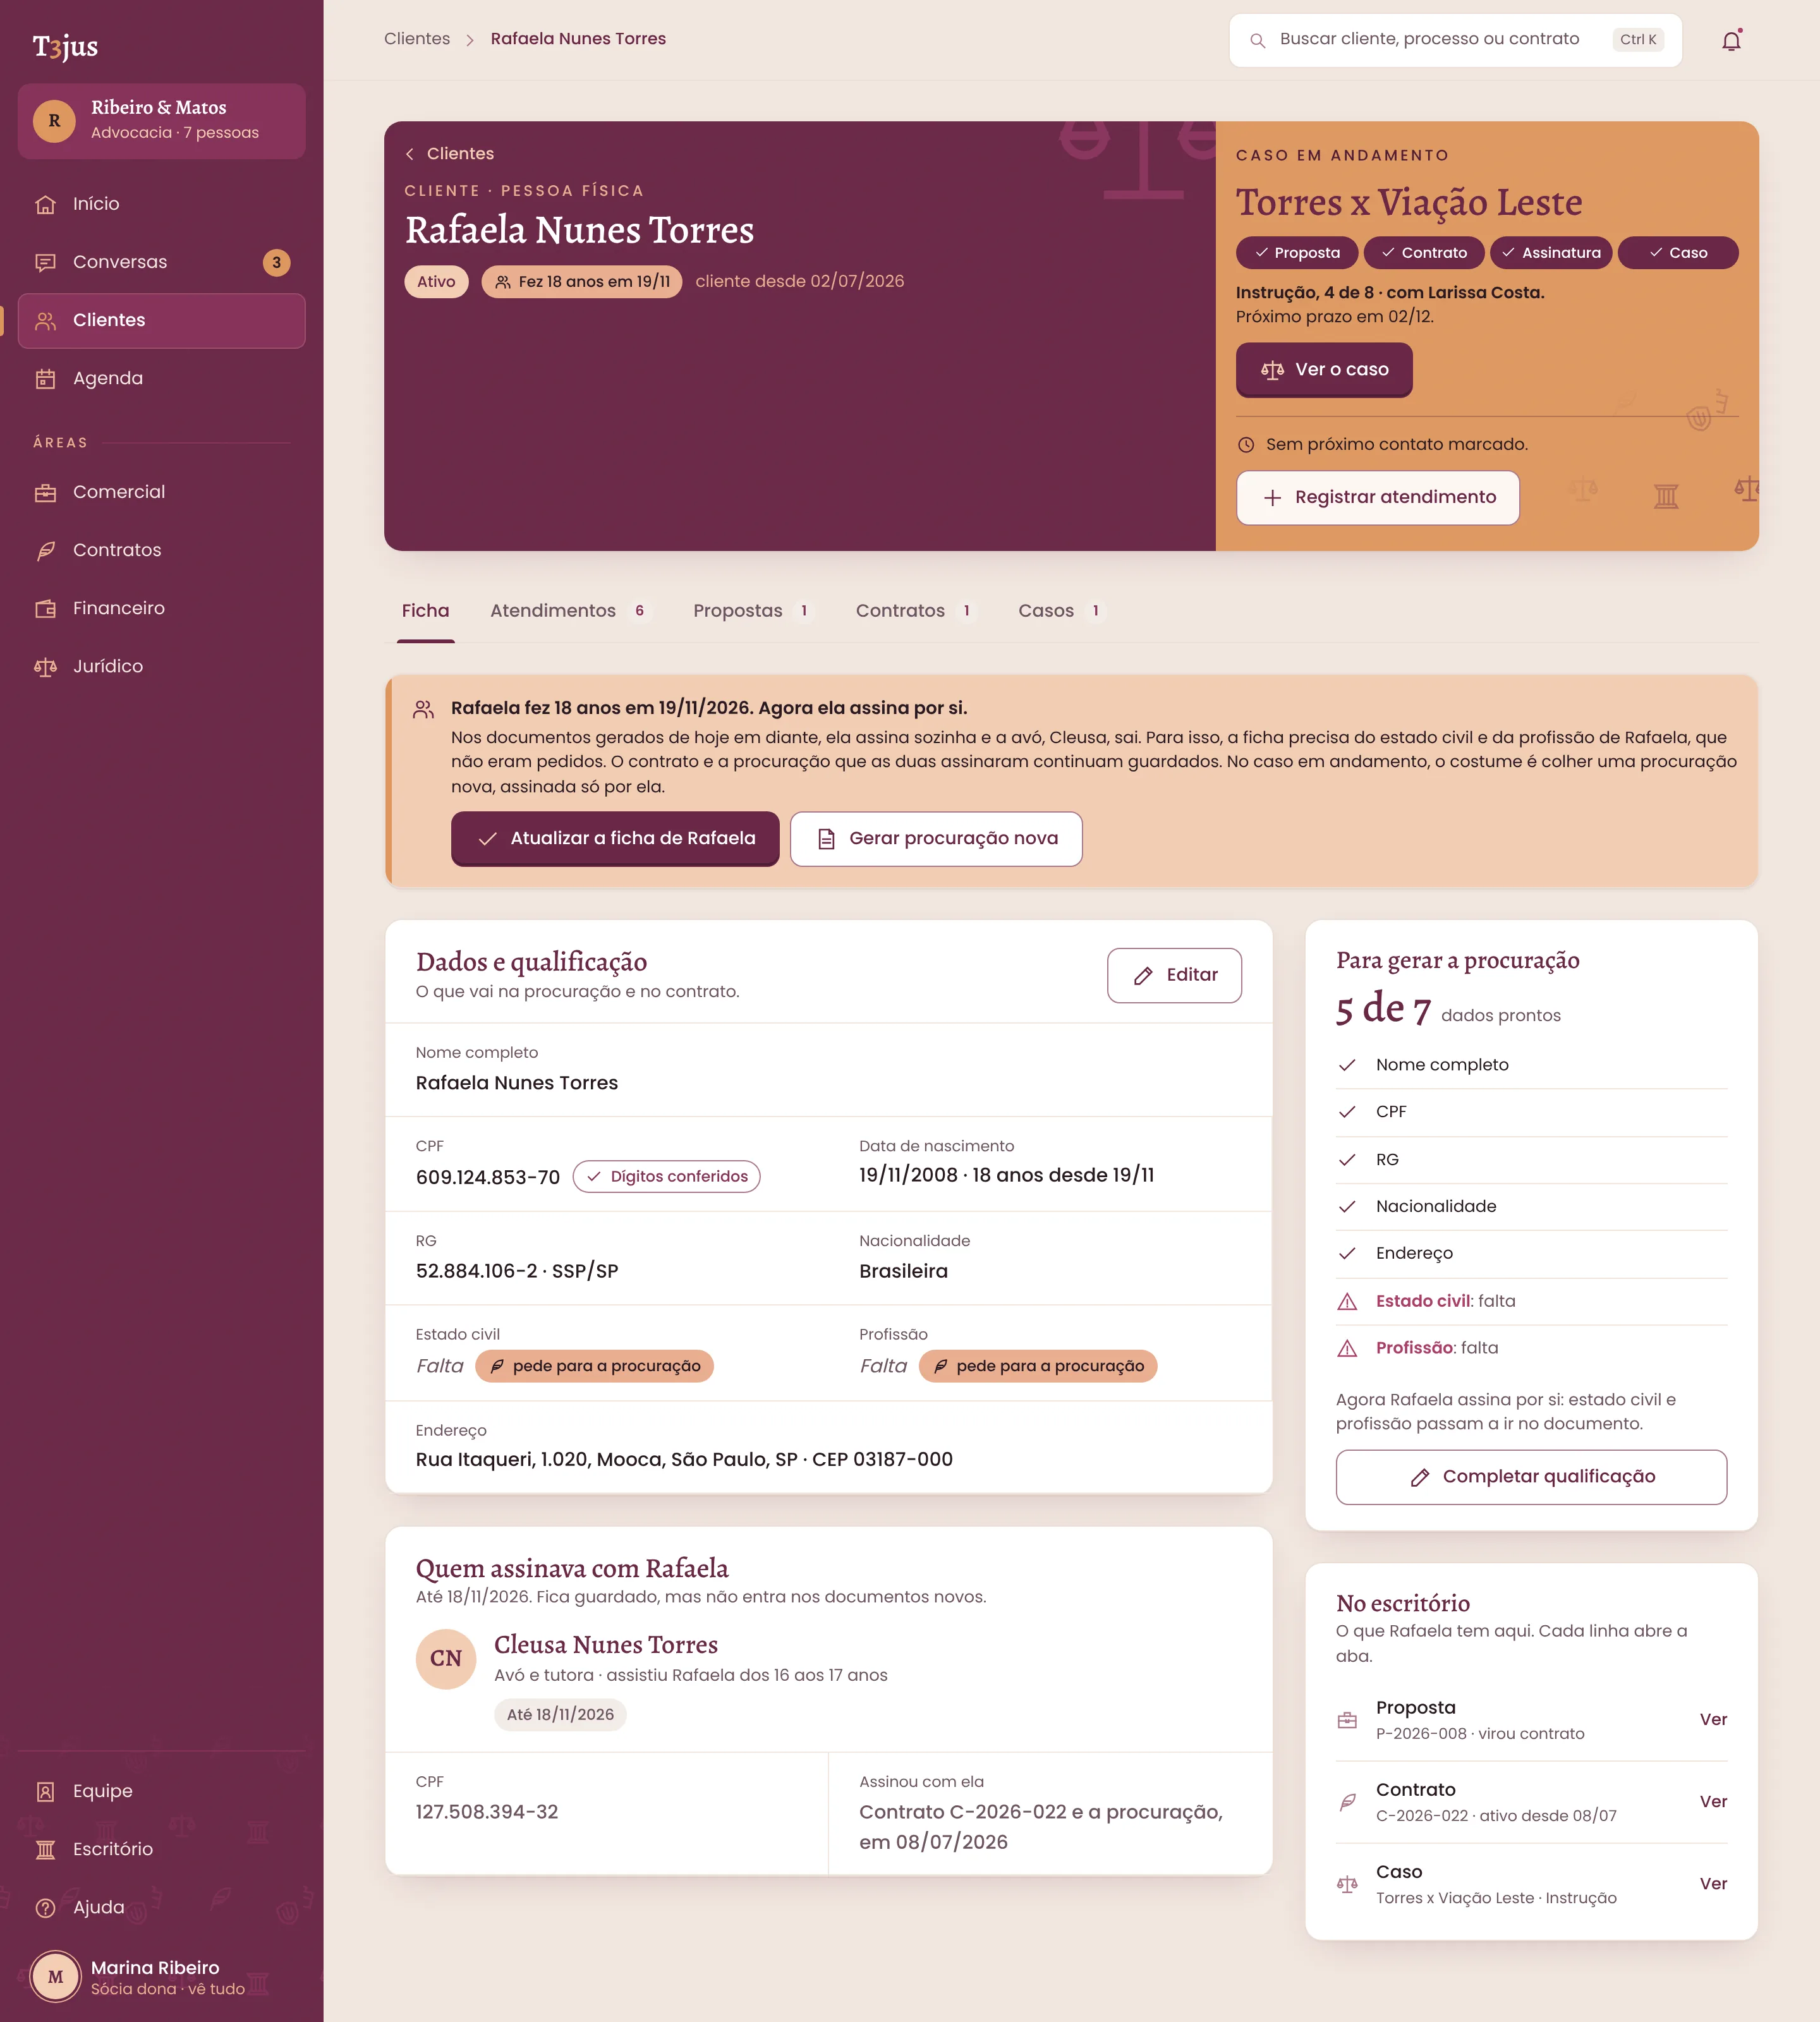 T3jus
R
Ribeiro & Matos
Advocacia · 7 pessoas
Início
Conversas 3
Clientes
Agenda
ÁREAS
Comercial
Contratos
Financeiro
Jurídico
Equipe
Escritório
Ajuda
M
Marina Ribeiro
Sócia dona · vê tudo
Clientes > Rafaela Nunes Torres
Buscar cliente, processo ou contrato Ctrl K
Clientes
CLIENTE · PESSOA FÍSICA
Rafaela Nunes Torres
Ativo Fez 18 anos em 19/11 cliente desde 02/07/2026
CASO EM ANDAMENTO
Torres x Viação Leste
Proposta Contrato Assinatura Caso
Instrução, 4 de 8 · com Larissa Costa.
Próximo prazo em 02/12.
Ver o caso
Sem próximo contato marcado.
Registrar atendimento
Ficha Atendimentos 6 Propostas 1 Contratos 1 Casos 1
Rafaela fez 18 anos em 19/11/2026. Agora ela assina por si.
Nos documentos gerados de hoje em diante, ela assina sozinha e a avó, Cleusa, sai. Para isso, a ficha precisa do estado civil e da profissão de Rafaela, que
não eram pedidos. O contrato e a procuração que as duas assinaram continuam guardados. No caso em andamento, o costume é colher uma procuração
nova, assinada só por ela.
Atualizar a ficha de Rafaela Gerar procuração nova
Dados e qualificação
O que vai na procuração e no contrato.
Editar
Nome completo
Rafaela Nunes Torres
CPF
609.124.853-70 Dígitos conferidos
Data de nascimento
19/11/2008 · 18 anos desde 19/11
RG
52.884.106-2 · SSP/SP
Nacionalidade
Brasileira
Estado civil
Falta pede para a procuração
Profissão
Falta pede para a procuração
Endereço
Rua Itaqueri, 1.020, Mooca, São Paulo, SP · CEP 03187-000
Quem assinava com Rafaela
Até 18/11/2026. Fica guardado, mas não entra nos documentos novos.
CN
Cleusa Nunes Torres
Avó e tutora · assistiu Rafaela dos 16 aos 17 anos
Até 18/11/2026
CPF
127.508.394-32
Assinou com ela
Contrato C-2026-022 e a procuração,
em 08/07/2026
Para gerar a procuração
5 de 7 dados prontos
Nome completo
CPF
RG
Nacionalidade
Endereço
Estado civil: falta
Profissão: falta
Agora Rafaela assina por si: estado civil e
profissão passam a ir no documento.
Completar qualificação
No escritório
O que Rafaela tem aqui. Cada linha abre a
aba.
Proposta
P-2026-008 · virou contrato
Ver
Contrato
C-2026-022 · ativo desde 08/07
Ver
Caso
Torres x Viação Leste · Instrução
Ver